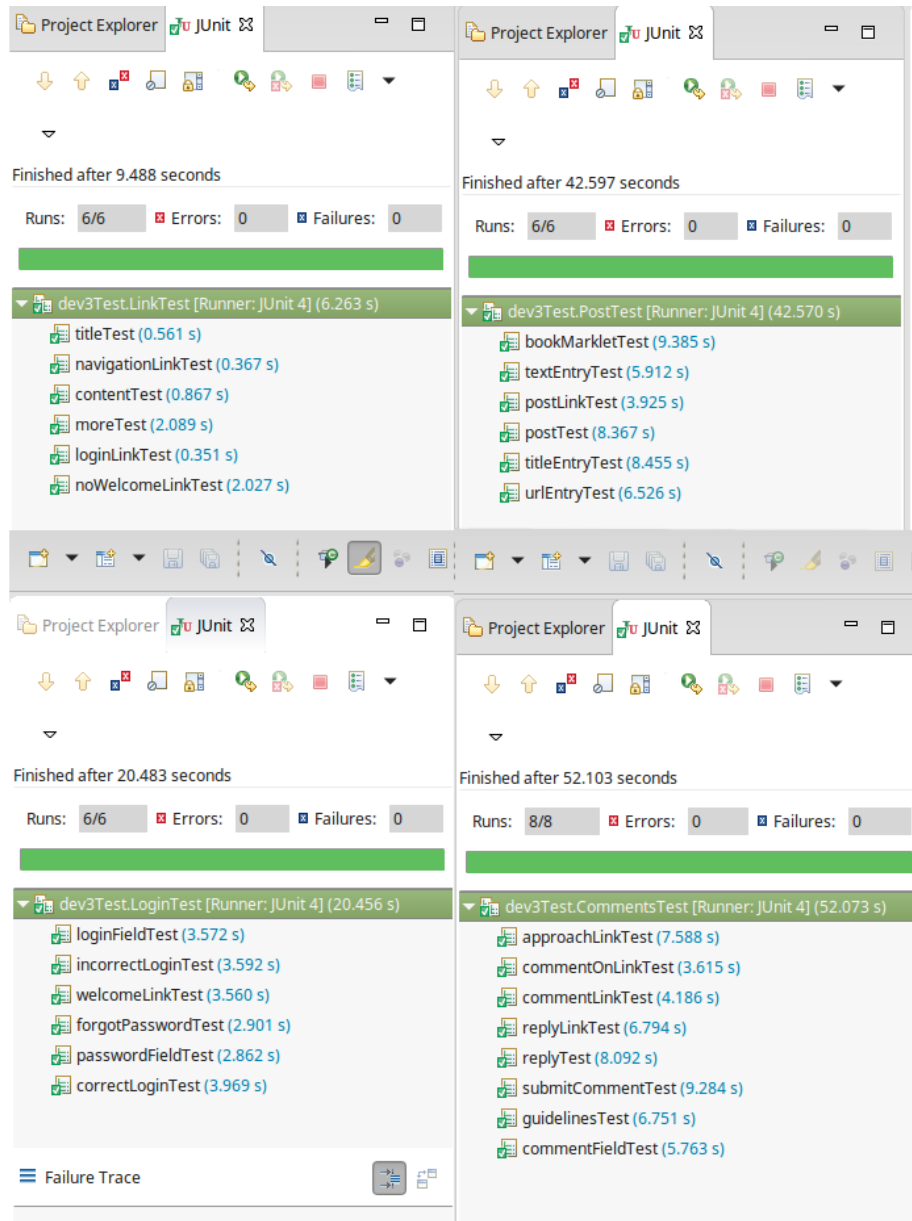 Project Explorer JUnit
Finished after 9.488 seconds
Runs: 6/6 Errors: 0 Failures: 0
dev3Test.LinkTest [Runner: JUnit 4] (6.263 s)
titleTest (0.561 s)
navigationLinkTest (0.367 s)
contentTest (0.867 s)
moreTest (2.089 s)
loginLinkTest (0.351 s)
noWelcomeLinkTest (2.027 s)
Project Explorer JUnit
Finished after 42.597 seconds
Runs: 6/6 Errors: 0 Failures: 0
dev3Test.PostTest [Runner: JUnit 4] (42.570 s)
bookMarkletTest (9.385 s)
textEntryTest (5.912 s)
postLinkTest (3.925 s)
postTest (8.367 s)
titleEntryTest (8.455 s)
urlEntryTest (6.526 s)
Project Explorer JUnit
Finished after 20.483 seconds
Runs: 6/6 Errors: 0 Failures: 0
dev3Test.LoginTest [Runner: JUnit 4] (20.456 s)
loginFieldTest (3.572 s)
incorrectLoginTest (3.592 s)
welcomeLinkTest (3.560 s)
forgotPasswordTest (2.901 s)
passwordFieldTest (2.862 s)
correctLoginTest (3.969 s)
Failure Trace
Project Explorer JUnit
Finished after 52.103 seconds
Runs: 8/8 Errors: 0 Failures: 0
dev3Test.CommentsTest [Runner: JUnit 4] (52.073 s)
approachLinkTest (7.588 s)
commentOnLinkTest (3.615 s)
commentLinkTest (4.186 s)
replyLinkTest (6.794 s)
replyTest (8.092 s)
submitCommentTest (9.284 s)
guidelinesTest (6.751 s)
commentFieldTest (5.763 s)